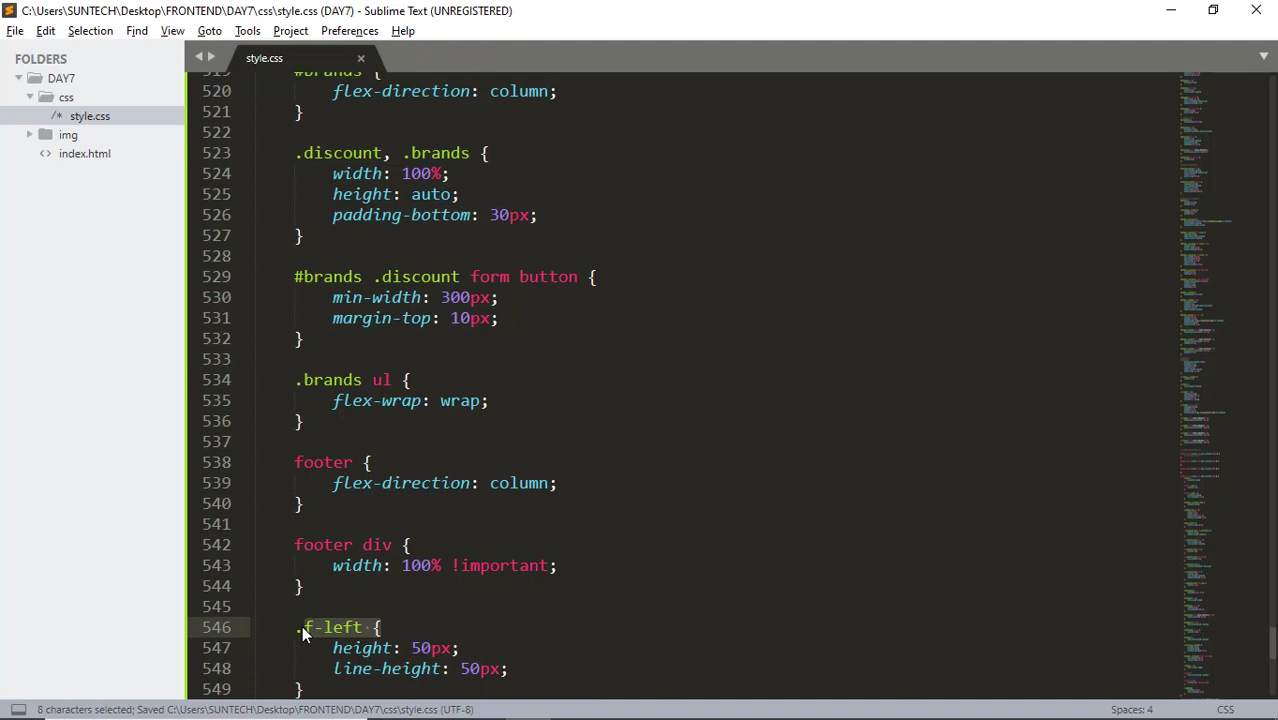 C:\Users\SUNTECH\Desktop\FRONTEND\DAY7\css\style.css (DAY7) - Sublime Text (UNREGISTERED)
File Edit Selection Find View Goto Tools Project Preferences Help
FOLDERS
DAY7
css
/* style.css
img
index.html
style.css
519 #brands {
520 flex-direction: column;
521 }
522
523 .discount, .brands {
524 width: 100%;
525 height: auto;
526 padding-bottom: 30px;
527 }
528
529 #brands .discount form button {
530 min-width: 300px;
531 margin-top: 10px;
532 }
533
534 .brands ul {
535 flex-wrap: wrap;
536 }
537
538 footer {
539 flex-direction: column;
540 }
541
542 footer div {
543 width: 100% !important;
544 }
545
546 .f-left {
547 height: 50px;
548 line-height: 50px;
549 }
8 characters selected; Saved C:\Users\SUNTECH\Desktop\FRONTEND\DAY7\css\style.css (UTF-8)
Spaces: 4
CSS